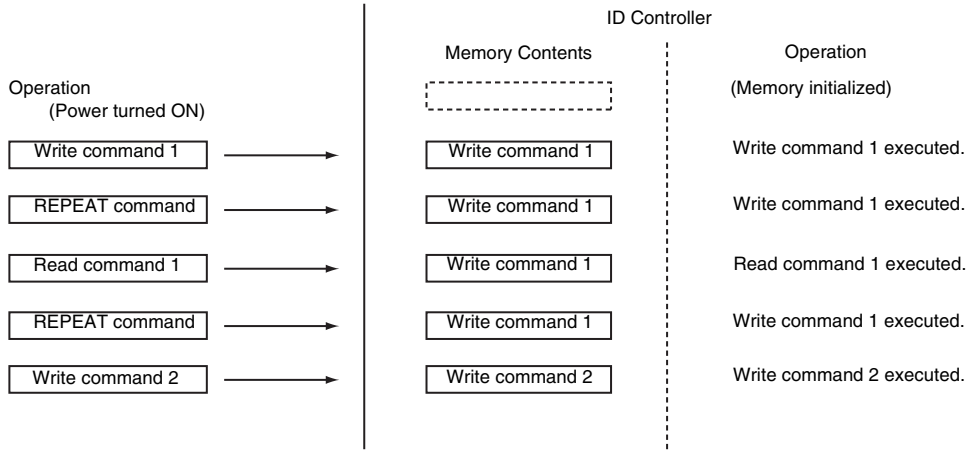 ID Controller
Memory Contents Operation
Operation (Memory initialized)
(Power turned ON)
Write command 1 Write command 1 Write command 1 executed.
REPEAT command Write command 1 Write command 1 executed.
Read command 1 Write command 1 Read command 1 executed.
REPEAT command Write command 1 Write command 1 executed.
Write command 2 Write command 2 Write command 2 executed.